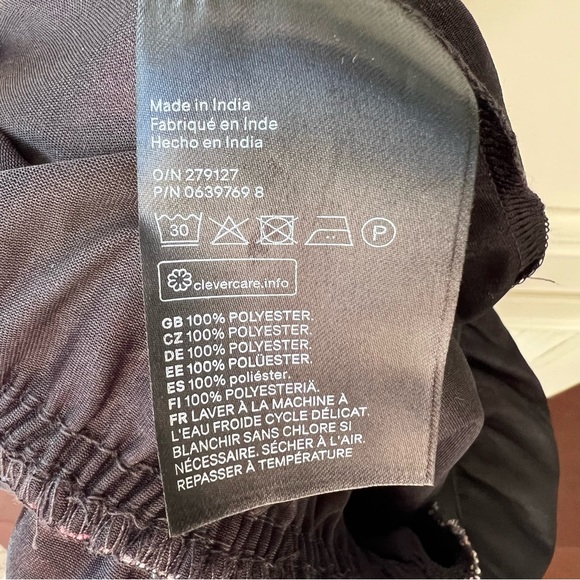 Made in India
Fabriqué en Inde
Hecho en India
O/N 279127
P/N 0639769 8
30 P
clevercare.info
GB 100% POLYESTER.
CZ 100% POLYESTER.
DE 100% POLYESTER.
EE 100% POLÜESTER.
ES 100% poliéster.
FI 100% POLYESTERIÄ.
FR LAVER À LA MACHINE À
L'EAU FROIDE CYCLE DÉLICAT.
BLANCHIR SANS CHLORE SI
NÉCESSAIRE. SÉCHER À L'AIR.
REPASSER À TEMPÉRATURE